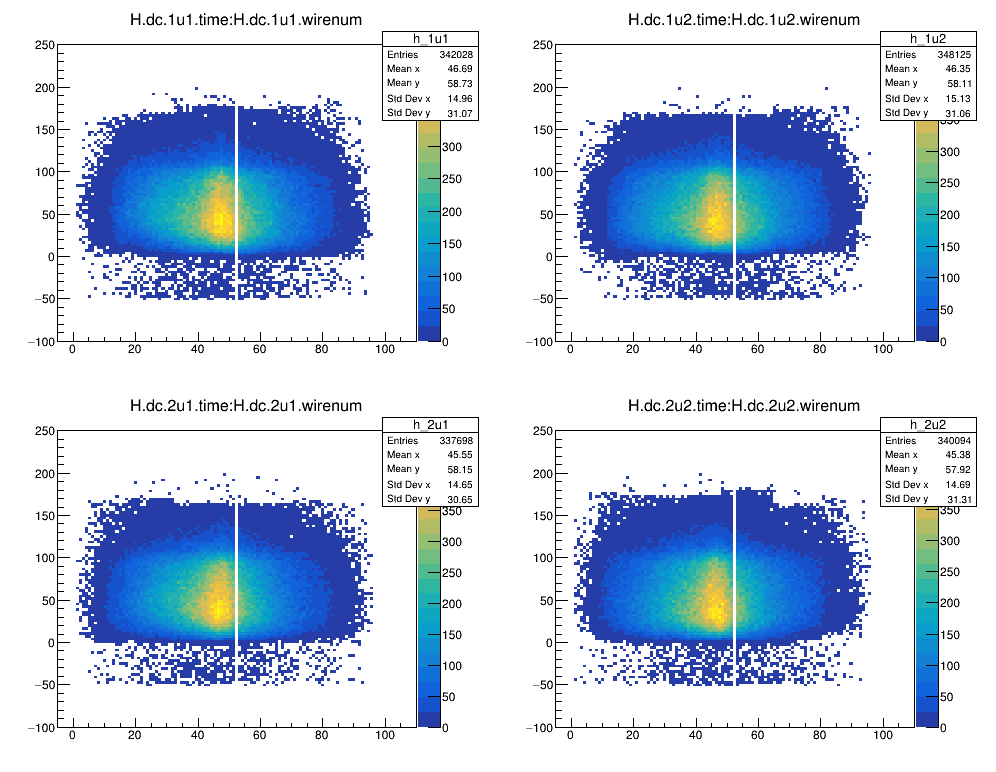 H.dc.1u1.time:H.dc.1u1.wirenum
h_1u1
Entries 342028
Mean x 46.69
Mean y 58.73
Std Dev x 14.96
Std Dev y 31.07
250
200
150
100
50
0
−50
−100
0 20 40 60 80 100
300
250
200
150
100
50
0
H.dc.1u2.time:H.dc.1u2.wirenum
h_1u2
Entries 348125
Mean x 46.35
Mean y 58.11
Std Dev x 15.13
Std Dev y 31.06
250
200
150
100
50
0
−50
−100
0 20 40 60 80 100
350
300
250
200
150
100
50
0
H.dc.2u1.time:H.dc.2u1.wirenum
h_2u1
Entries 337698
Mean x 45.55
Mean y 58.15
Std Dev x 14.65
Std Dev y 30.65
250
200
150
100
50
0
−50
−100
0 20 40 60 80 100
350
300
250
200
150
100
50
0
H.dc.2u2.time:H.dc.2u2.wirenum
h_2u2
Entries 340094
Mean x 45.38
Mean y 57.92
Std Dev x 14.69
Std Dev y 31.31
250
200
150
100
50
0
−50
−100
0 20 40 60 80 100
350
300
250
200
150
100
50
0